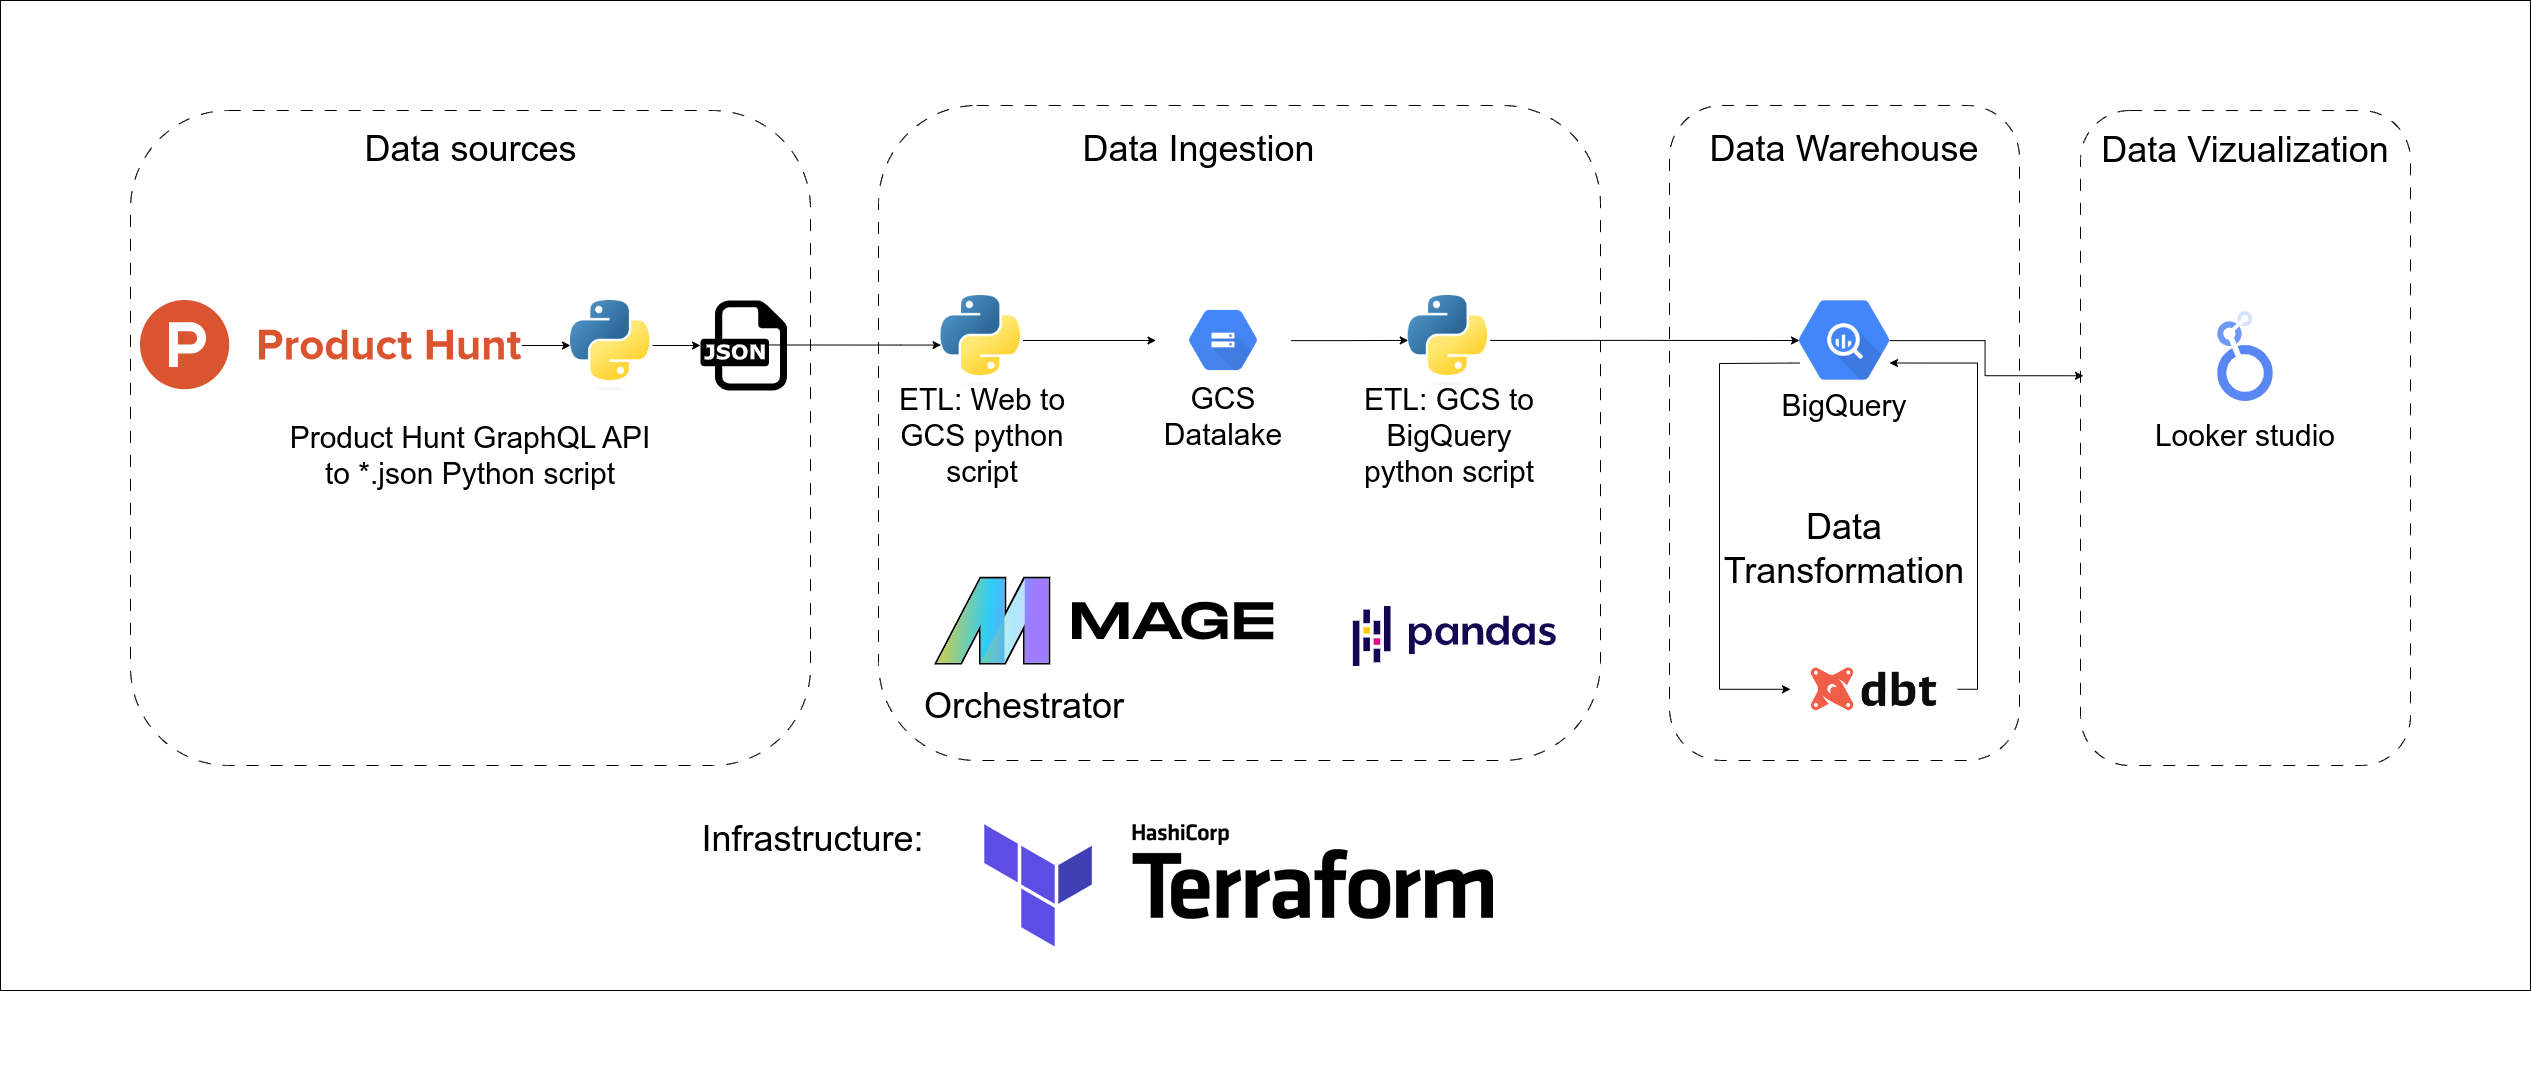 Data sources
Data Ingestion
Data Warehouse
Data Vizualization
P
Product Hunt
JSON
Product Hunt GraphQL API
to *.json Python script
ETL: Web to
GCS python
script
GCS
Datalake
ETL: GCS to
BigQuery
python script
BigQuery
Looker studio
Data
Transformation
MAGE
pandas
Orchestrator
dbt
Infrastructure:
HashiCorp
Terraform